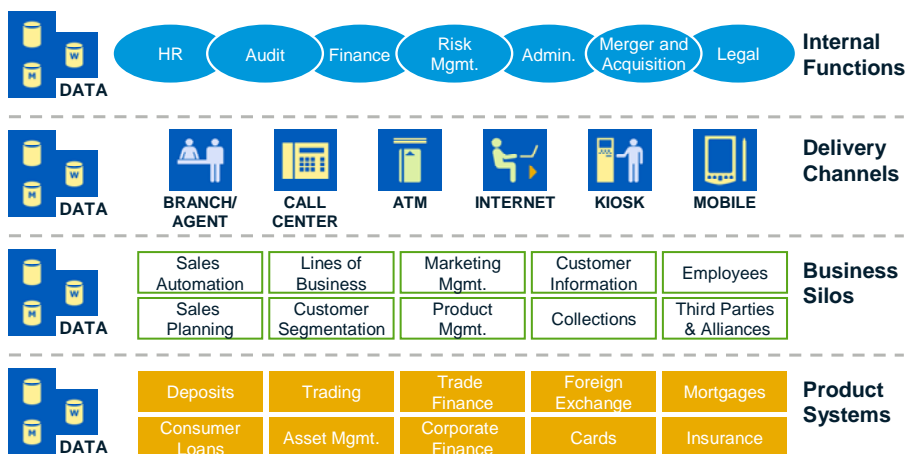 HR
Audit
Finance
Risk
Mgmt.
Admin.
Merger and
Acquisition
Legal
Internal
Functions
W
M
DATA
BRANCH/
AGENT
CALL
CENTER
ATM
INTERNET
KIOSK
MOBILE
Delivery
Channels
W
M
DATA
Sales
Automation
Lines of
Business
Marketing
Mgmt.
Customer
Information
Employees
Business
Silos
W
M
DATA
Sales
Planning
Customer
Segmentation
Product
Mgmt.
Collections
Third Parties
& Alliances
Deposits
Trading
Trade
Finance
Foreign
Exchange
Mortgages
Product
Systems
W
M
DATA
Consumer
Loans
Asset Mgmt.
Corporate
Finance
Cards
Insurance